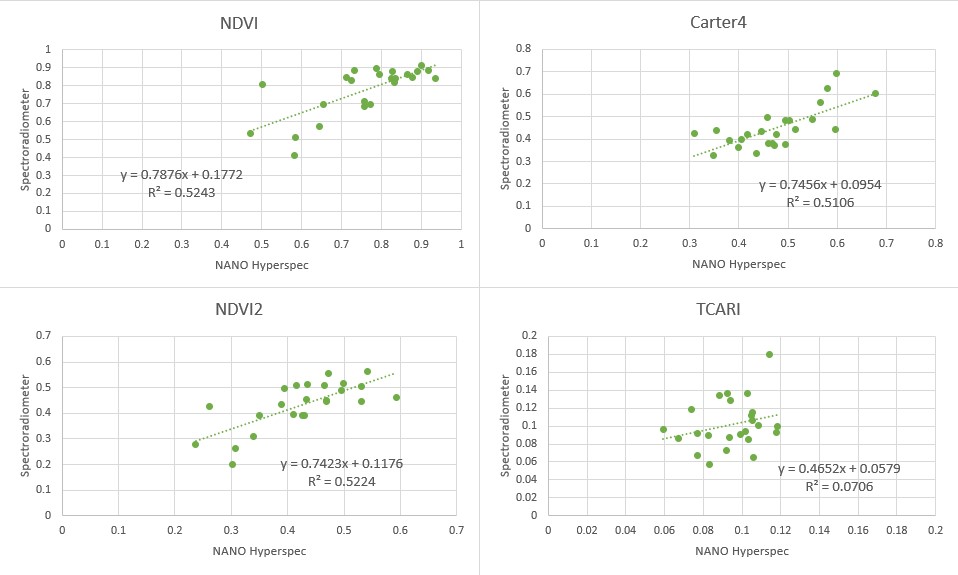 NDVI
1
0.9
0.8
0.7
0.6
0.5
0.4
0.3
0.2
0.1
0
Spectroradiometer
y = 0.7876x + 0.1772
R² = 0.5243
0 0.1 0.2 0.3 0.4 0.5 0.6 0.7 0.8 0.9 1
NANO Hyperspec
Carter4
0.8
0.7
0.6
0.5
0.4
0.3
0.2
0.1
0
Spectroradiometer
y = 0.7456x + 0.0954
R² = 0.5106
0 0.1 0.2 0.3 0.4 0.5 0.6 0.7 0.8
NANO Hyperspec
NDVI2
0.7
0.6
0.5
0.4
0.3
0.2
0.1
0
Spectroradiometer
y = 0.7423x + 0.1176
R² = 0.5224
0 0.1 0.2 0.3 0.4 0.5 0.6 0.7
NANO Hyperspec
TCARI
0.2
0.18
0.16
0.14
0.12
0.1
0.08
0.06
0.04
0.02
0
Spectroradiometer
y = 0.4652x + 0.0579
R² = 0.0706
0 0.02 0.04 0.06 0.08 0.1 0.12 0.14 0.16 0.18 0.2
NANO Hyperspec